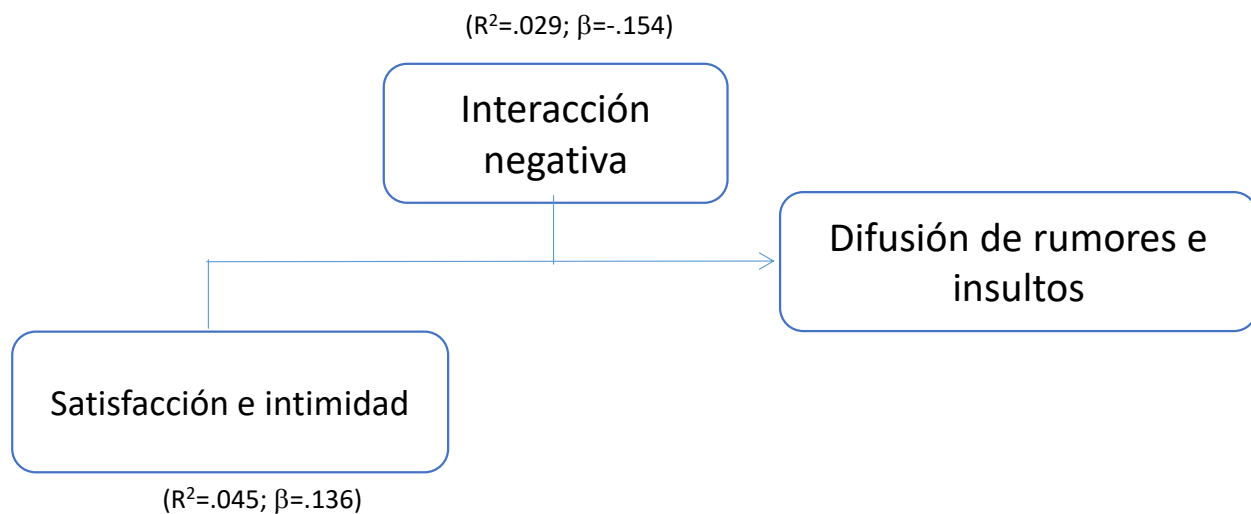 (R²=.029; β=-.154)
Interacción
negativa
Difusión de rumores e
insultos
Satisfacción e intimidad
(R²=.045; β=.136)